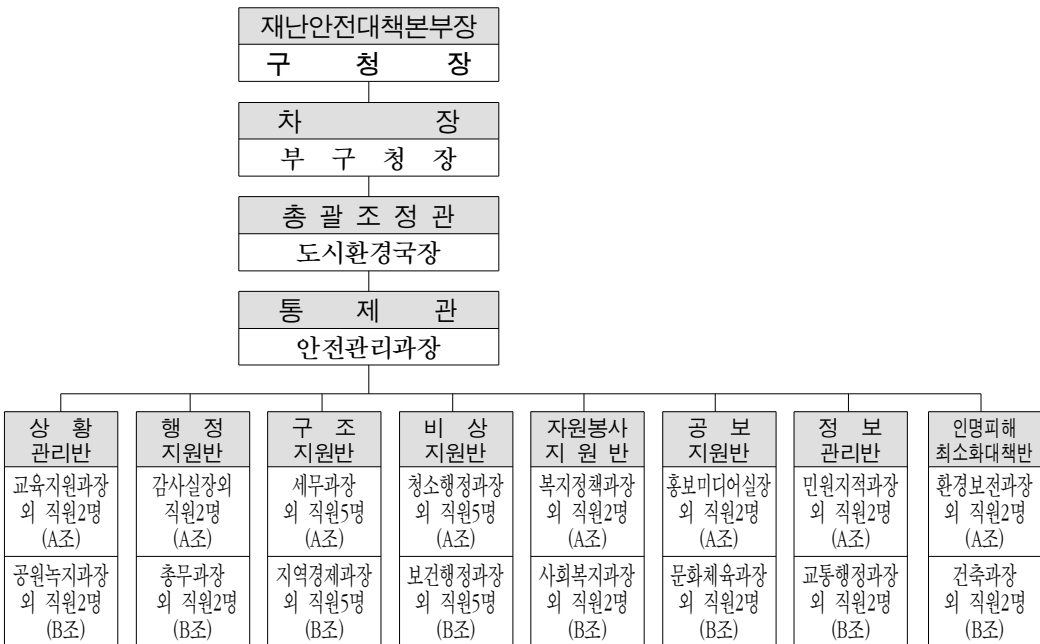 재난안전대책본부장
구 청 장
차 장
부 구 청 장
총 괄 조 정 관
도시환경국장
통 제 관
안전관리과장
상 황
관리반
교육지원과장
외 직원2명
(A조)
공원녹지과장
외 직원2명
(B조)
행 정
지원반
감사실장외
직원2명
(A조)
총무과장
외 직원2명
(B조)
구 조
지원반
세무과장
외 직원5명
(A조)
지역경제과장
외 직원5명
(B조)
비 상
지원반
청소행정과장
외 직원5명
(A조)
보건행정과장
외 직원5명
(B조)
자원봉사
지 원 반
복지정책과장
외 직원2명
(A조)
사회복지과장
외 직원2명
(B조)
공 보
지원반
홍보미디어실장
외 직원2명
(A조)
문화체육과장
외 직원2명
(B조)
정 보
관리반
민원지적과장
외 직원2명
(A조)
교통행정과장
외 직원2명
(B조)
인명피해
최소화대책반
환경보전과장
외 직원2명
(A조)
건축과장
외 직원2명
(B조)